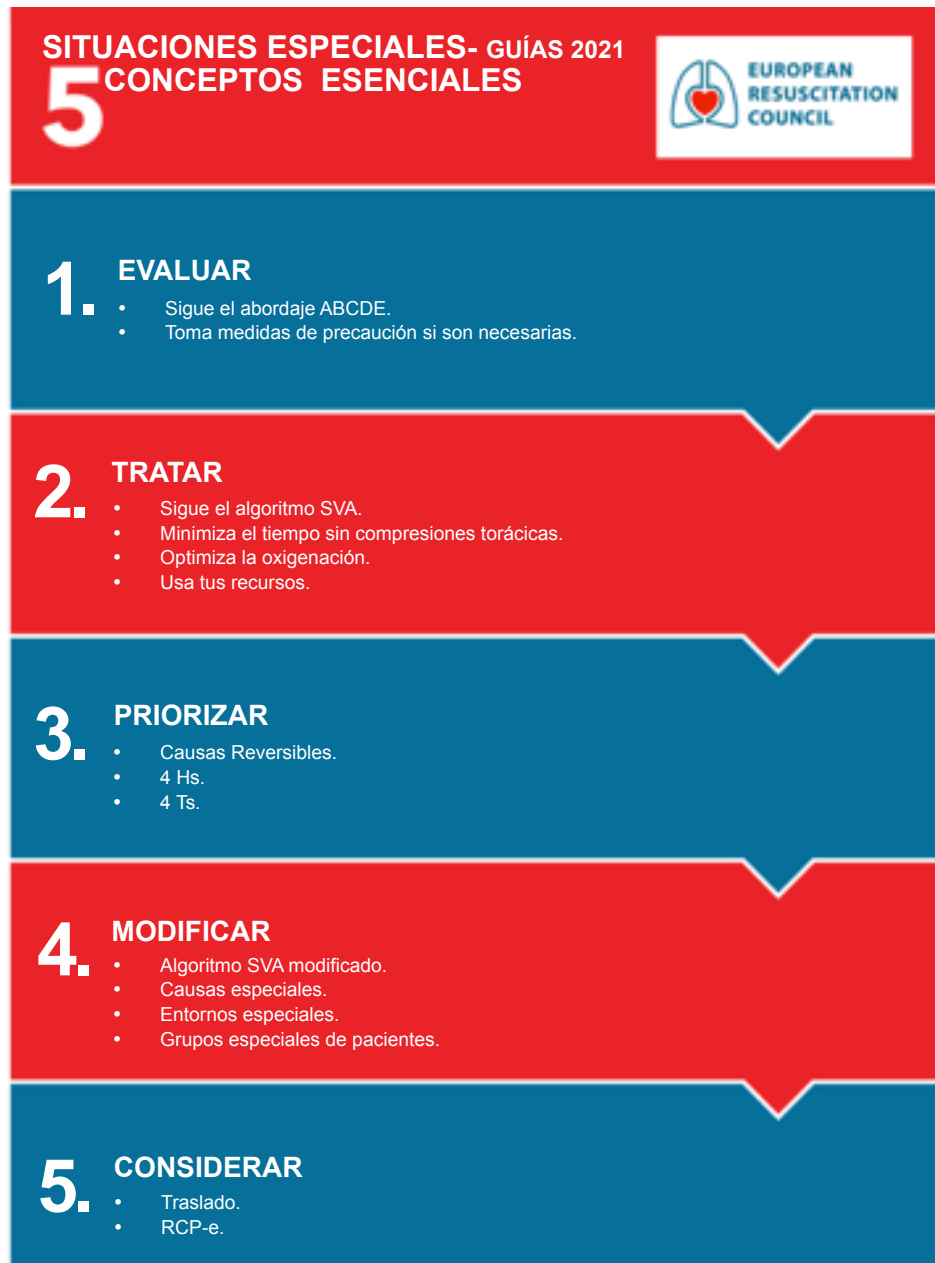 SITUACIONES ESPECIALES- GUÍAS 2021
5 CONCEPTOS ESENCIALES
EUROPEAN
RESUSCITATION
COUNCIL
1. EVALUAR
• Sigue el abordaje ABCDE.
• Toma medidas de precaución si son necesarias.
2. TRATAR
• Sigue el algoritmo SVA.
• Minimiza el tiempo sin compresiones torácicas.
• Optimiza la oxigenación.
• Usa tus recursos.
3. PRIORIZAR
• Causas Reversibles.
• 4 Hs.
• 4 Ts.
4. MODIFICAR
• Algoritmo SVA modificado.
• Causas especiales.
• Entornos especiales.
• Grupos especiales de pacientes.
5. CONSIDERAR
• Traslado.
• RCP-e.